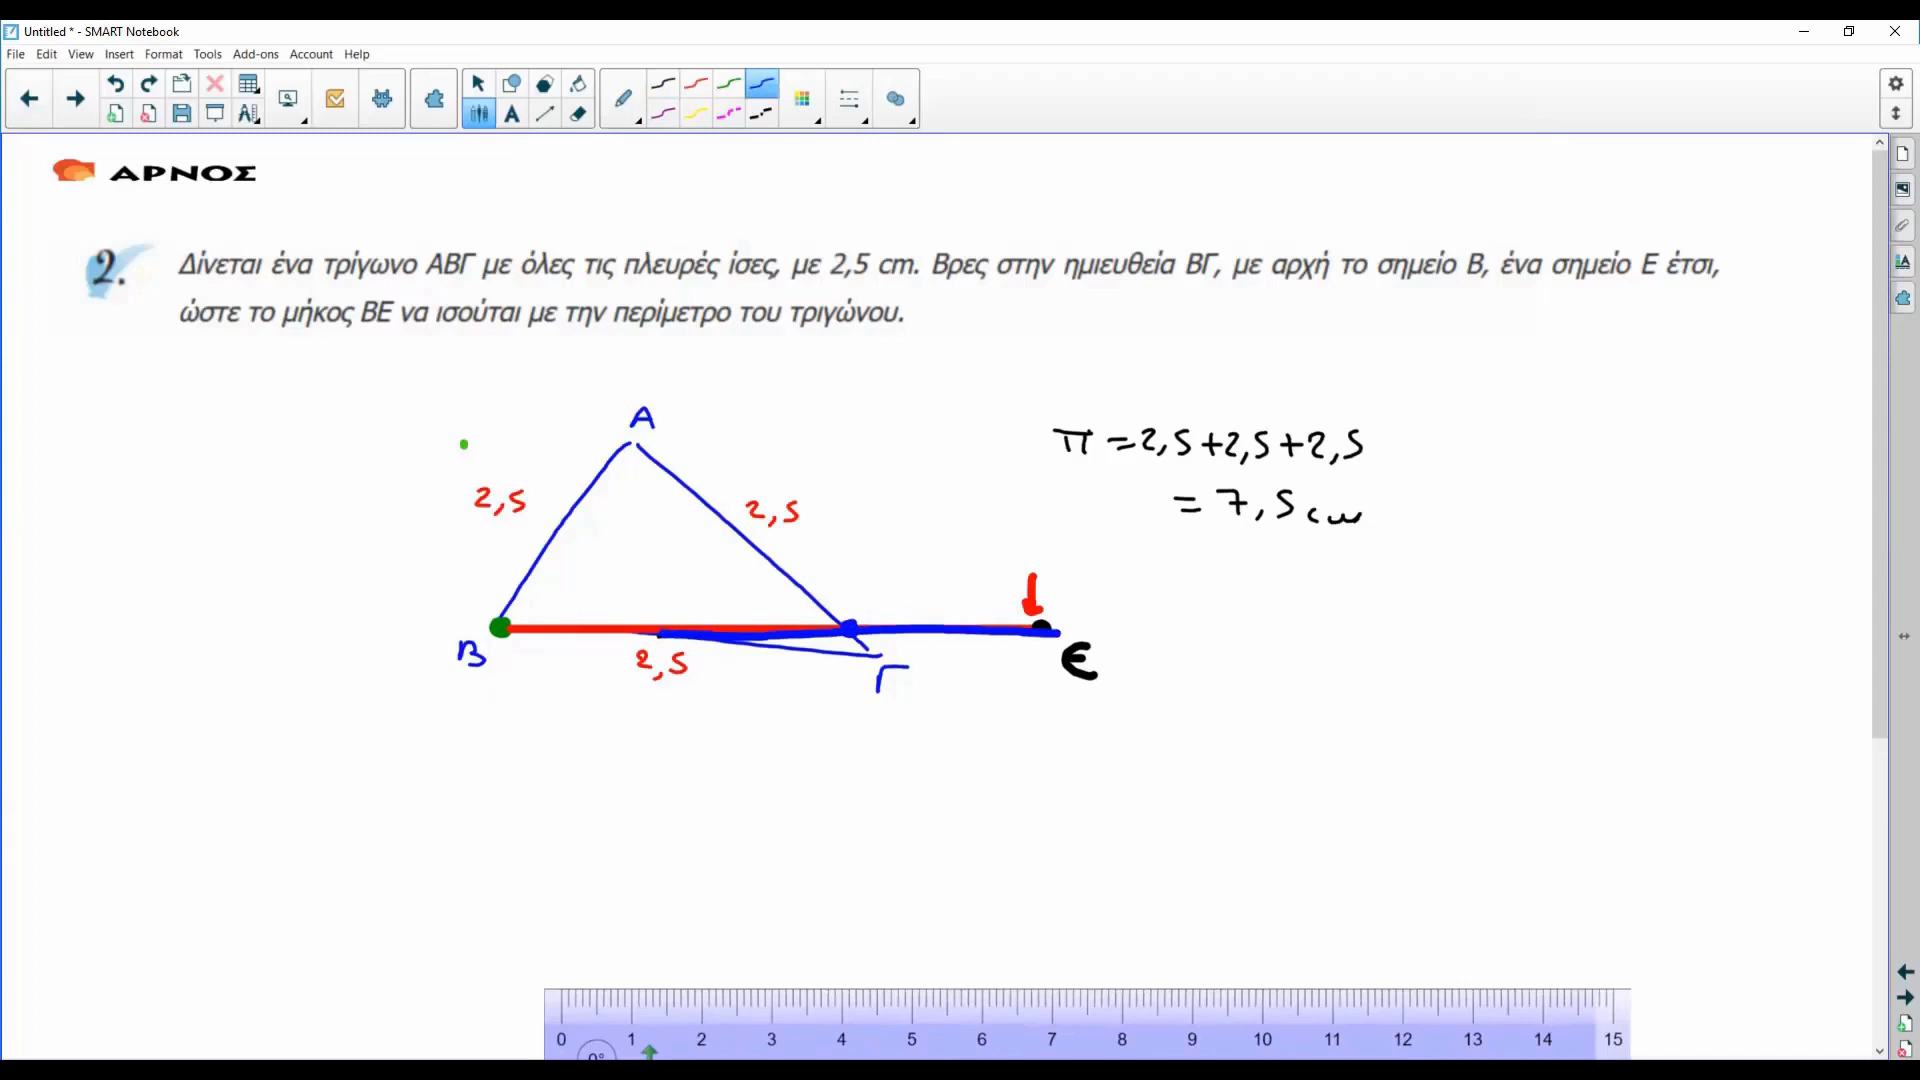 Untitled * - SMART Notebook
File Edit View Insert Format Tools Add-ons Account Help
ΑΡΝΟΣ
2. Δίνεται ένα τρίγωνο ΑΒΓ με όλες τις πλευρές ίσες, με 2,5 cm. Βρες στην ημιευθεία ΒΓ, με αρχή το σημείο Β, ένα σημείο Ε έτσι,
ώστε το μήκος ΒΕ να ισούται με την περίμετρο του τριγώνου.
Α
Π = 2,5+2,5+2,5
2,5 2,5
= 7,5 cm
Β 2,5 Γ Ε
0 1 2 3 4 5 6 7 8 9 10 11 12 13 14 15
0°